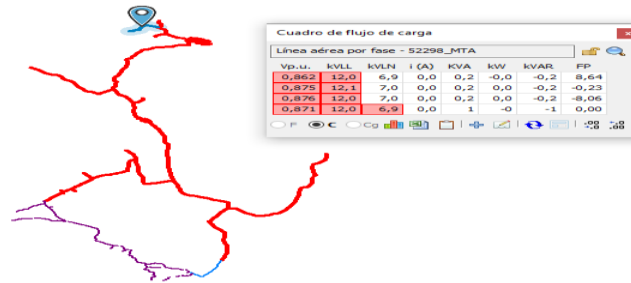 Cuadro de flujo de carga
Línea aérea por fase - 52298_MTA
Vp.u. kVLL kVLN i (A) KVA kW kVAR FP
0,862 12,0 6,9 0,0 0,2 -0,0 -0,2 8,64
0,875 12,1 7,0 0,0 0,2 0,0 -0,2 -0,23
0,876 12,0 7,0 0,0 0,2 0,0 -0,2 -8,06
0,871 12,0 6,9 0,0 1 -0 -1 0,00
F € Cg